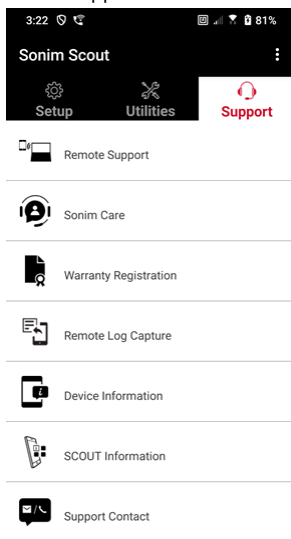 3:22 81%
Sonim Scout
Setup Utilities Support
Remote Support
Sonim Care
Warranty Registration
Remote Log Capture
Device Information
SCOUT Information
Support Contact